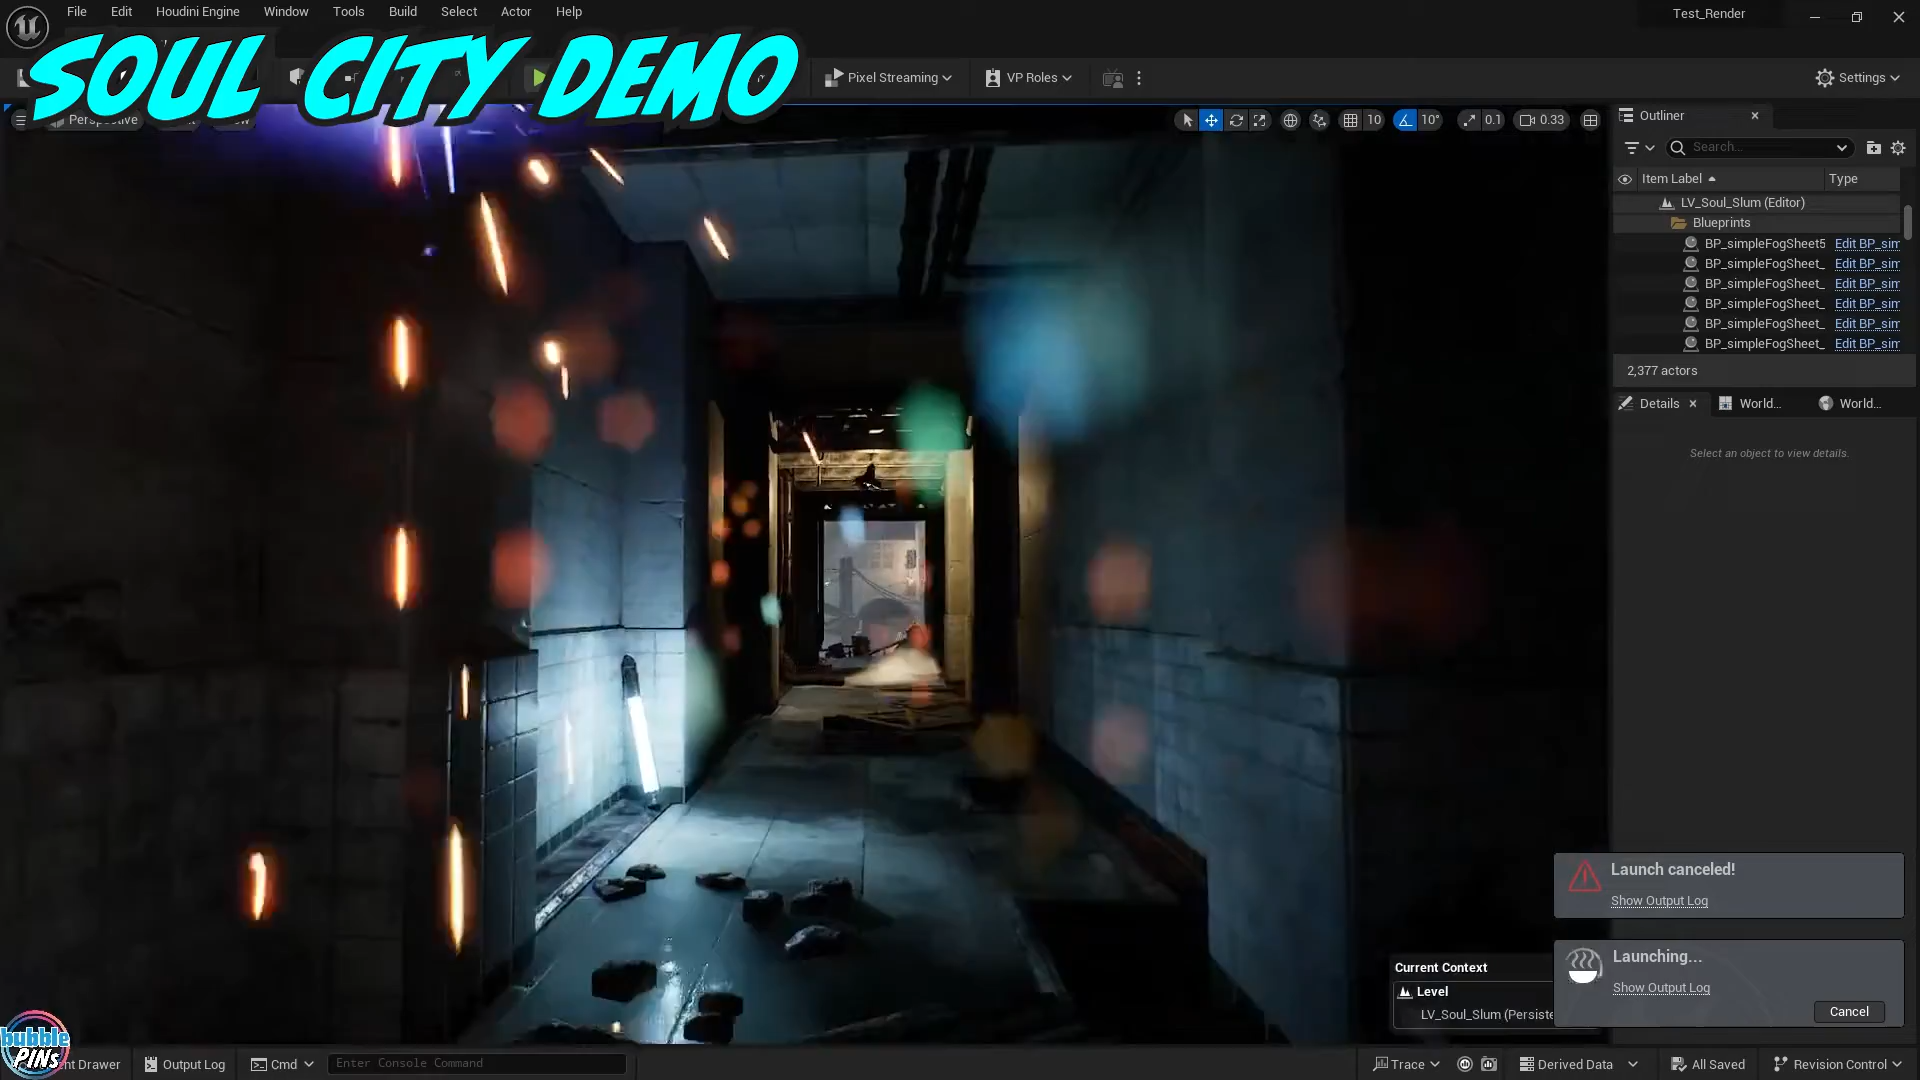 File Edit Houdini Engine Window Tools Build Select Actor Help
Test_Render
SOUL CITY DEMO
Pixel Streaming
VP Roles
Settings
Perspective
10
10°
0.1
0.33
Outliner
Search...
Item Label
Type
LV_Soul_Slum (Editor)
Blueprints
BP_simpleFogSheet5 Edit BP_sim
BP_simpleFogSheet_ Edit BP_sim
BP_simpleFogSheet_ Edit BP_sim
BP_simpleFogSheet_ Edit BP_sim
BP_simpleFogSheet_ Edit BP_sim
BP_simpleFogSheet_ Edit BP_sim
2,377 actors
Details
World...
World...
Select an object to view details.
Launch canceled!
Show Output Log
Launching...
Show Output Log
Cancel
Current Context
Level
LV_Soul_Slum (Persiste
bubble
PiNs
nt Drawer
Output Log
Cmd
Enter Console Command
Trace
Derived Data
All Saved
Revision Control